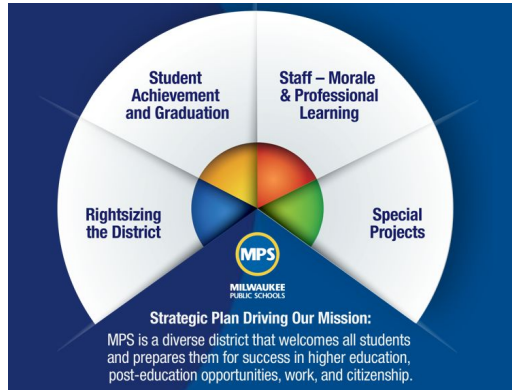 Student
Achievement
and Graduation
Staff – Morale
& Professional
Learning
Rightsizing
the District
Special
Projects
MPS
MILWAUKEE
PUBLIC SCHOOLS
Strategic Plan Driving Our Mission:
MPS is a diverse district that welcomes all students
and prepares them for success in higher education,
post-education opportunities, work, and citizenship.